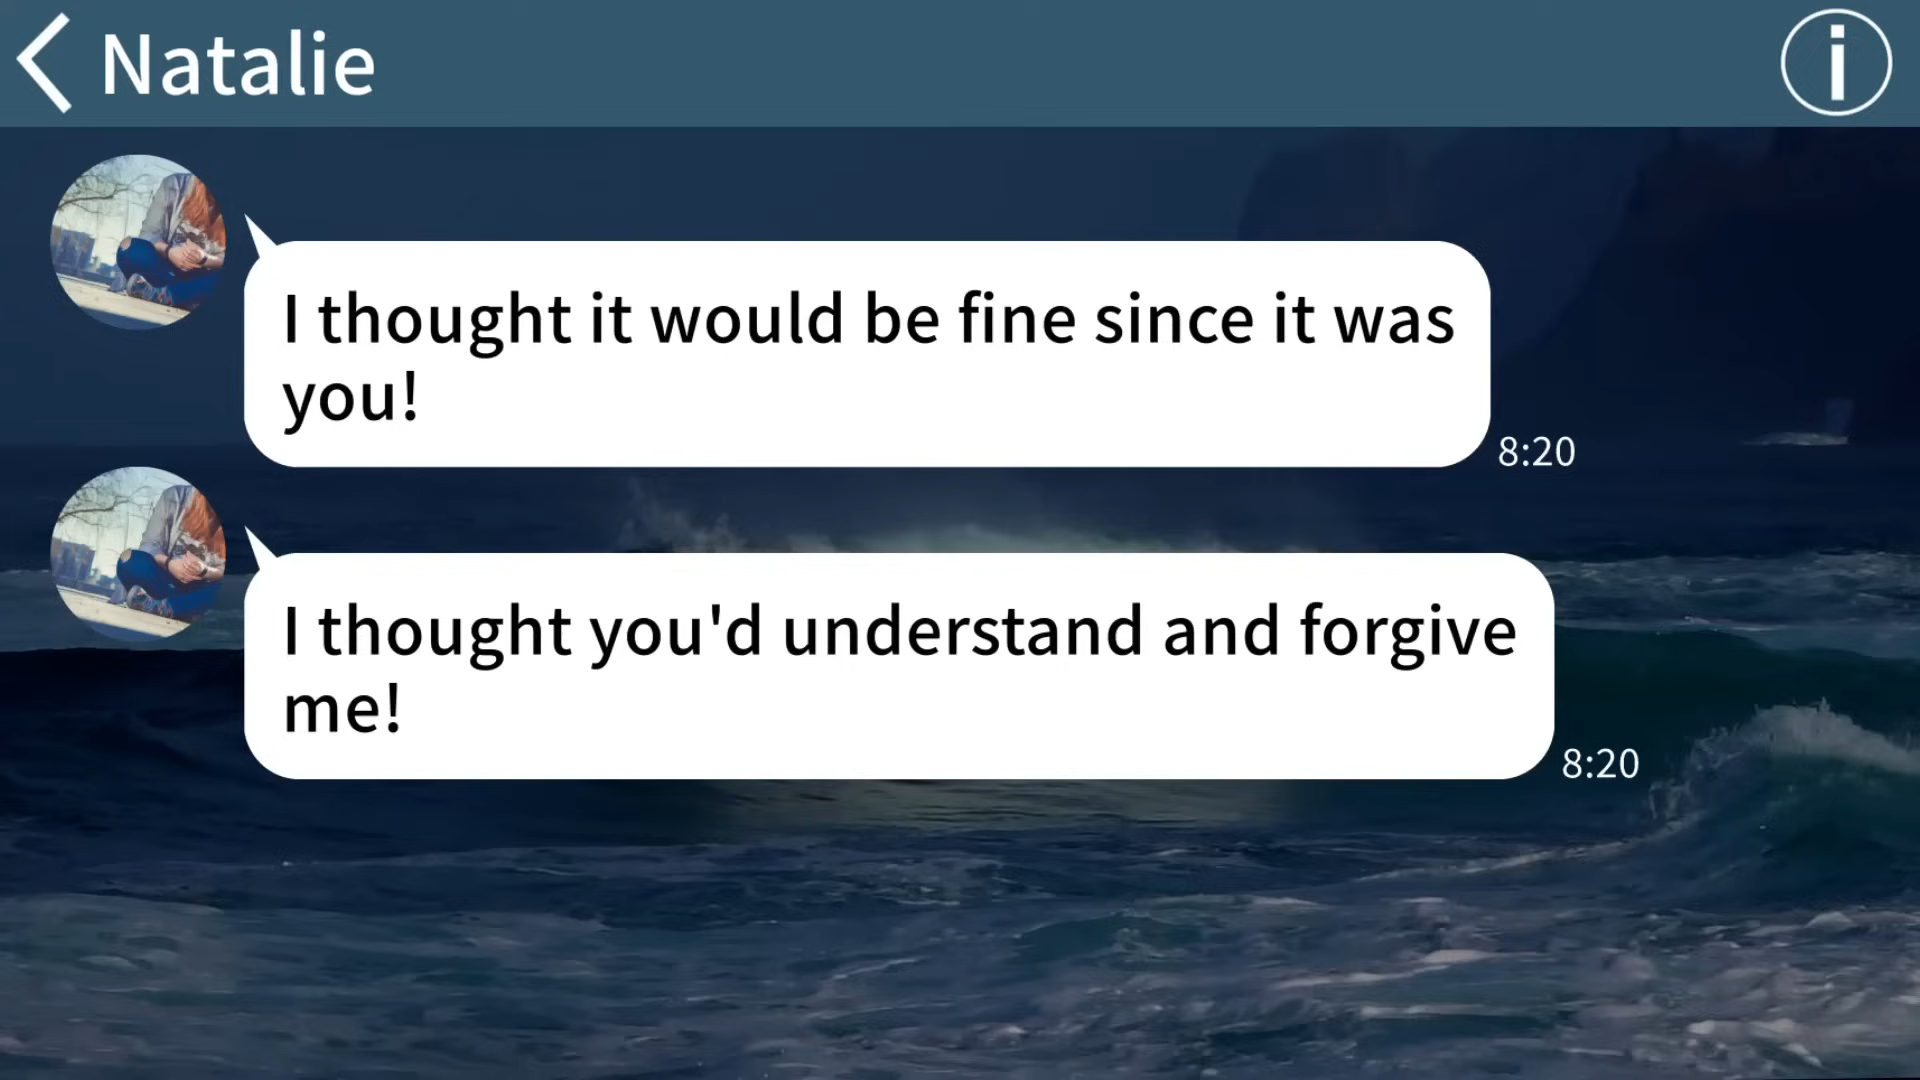 Natalie
I thought it would be fine since it was
you!
8:20
I thought you'd understand and forgive
me!
8:20